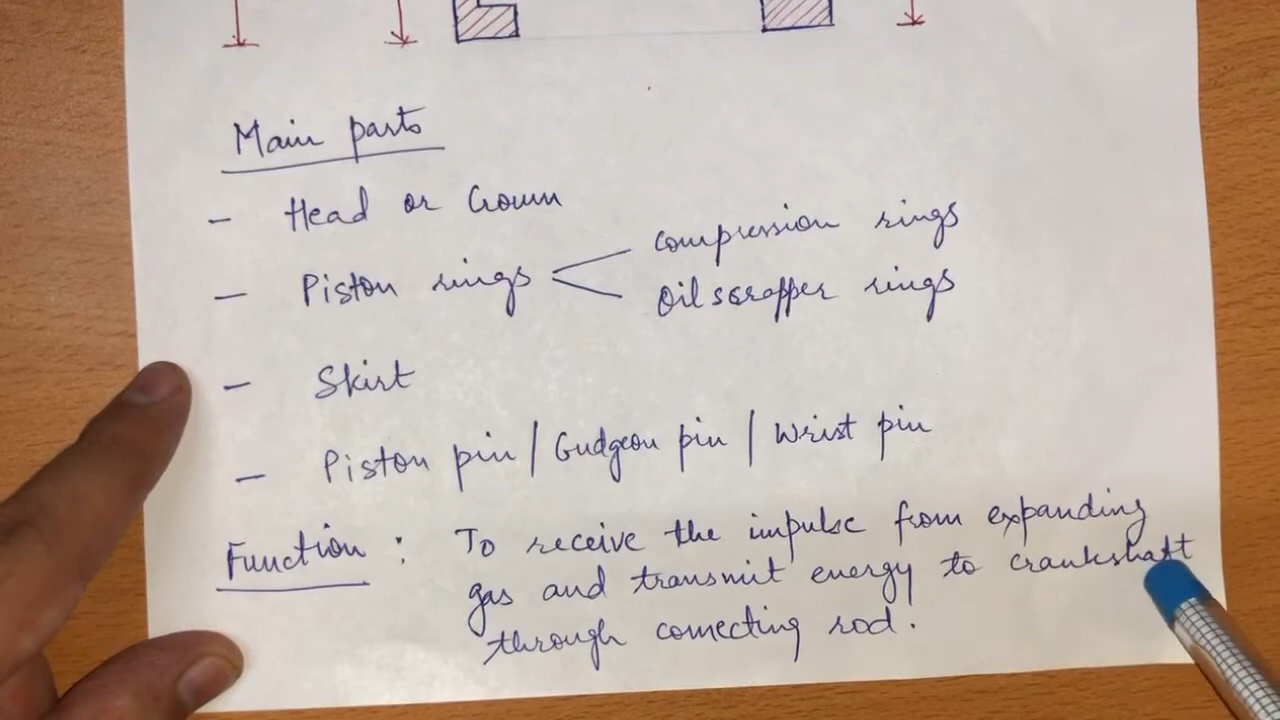 Main parts
- Head or Crown
- Piston rings < compression rings
Oil scrapper rings
- Skirt
- Piston pin / Gudgeon pin / Wrist pin
Function : To receive the impulse from expanding
gas and transmit energy to crankshaft
through connecting rod.